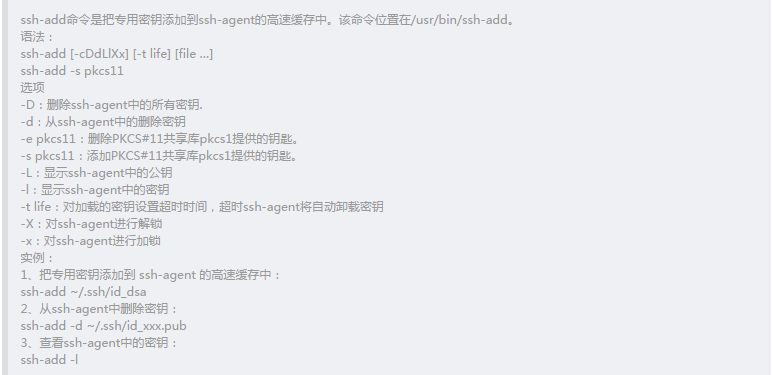 ssh-add命令是把专用密钥添加到ssh-agent的高速缓存中。该命令位置在/usr/bin/ssh-add。
语法：
ssh-add [-cDdLlXx] [-t life] [file ...]
ssh-add -s pkcs11
选项
-D：删除ssh-agent中的所有密钥.
-d：从ssh-agent中的删除密钥
-e pkcs11：删除PKCS#11共享库pkcs1提供的钥匙。
-s pkcs11：添加PKCS#11共享库pkcs1提供的钥匙。
-L：显示ssh-agent中的公钥
-l：显示ssh-agent中的密钥
-t life：对加载的密钥设置超时时间，超时ssh-agent将自动卸载密钥
-X：对ssh-agent进行解锁
-x：对ssh-agent进行加锁
实例：
1、把专用密钥添加到 ssh-agent 的高速缓存中：
ssh-add ~/.ssh/id_dsa
2、从ssh-agent中删除密钥：
ssh-add -d ~/.ssh/id_xxx.pub
3、查看ssh-agent中的密钥：
ssh-add -l